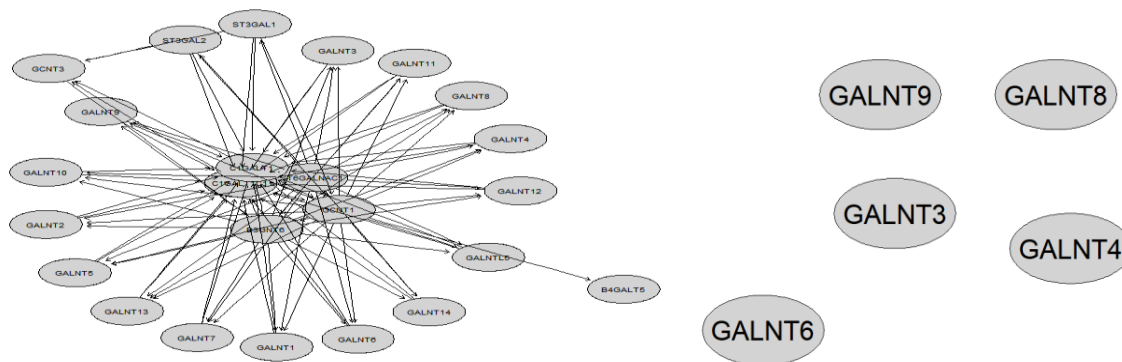 ST3GAL1
ST3GAL2
GALNT3
GALNT11
GCNT3
GALNT8
GALNT9
GALNT4
GALNT10
GALNT12
GCNT1
GALNT2
B3GNT6
GALNTL5
GALNT5
B4GALT5
GALNT13
GALNT14
GALNT7
GALNT6
GALNT1
GALNT9
GALNT8
GALNT3
GALNT4
GALNT6